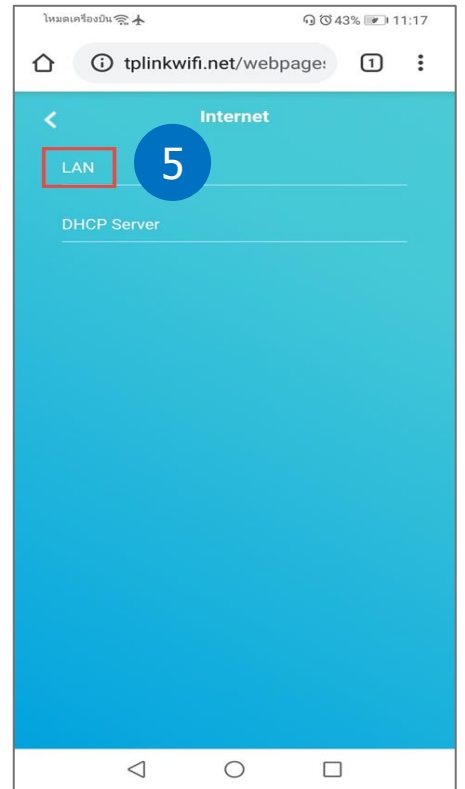 โหมดเครื่องบิน 43% 11:17
tplinkwifi.net/webpage: 1
Internet
LAN 5
DHCP Server